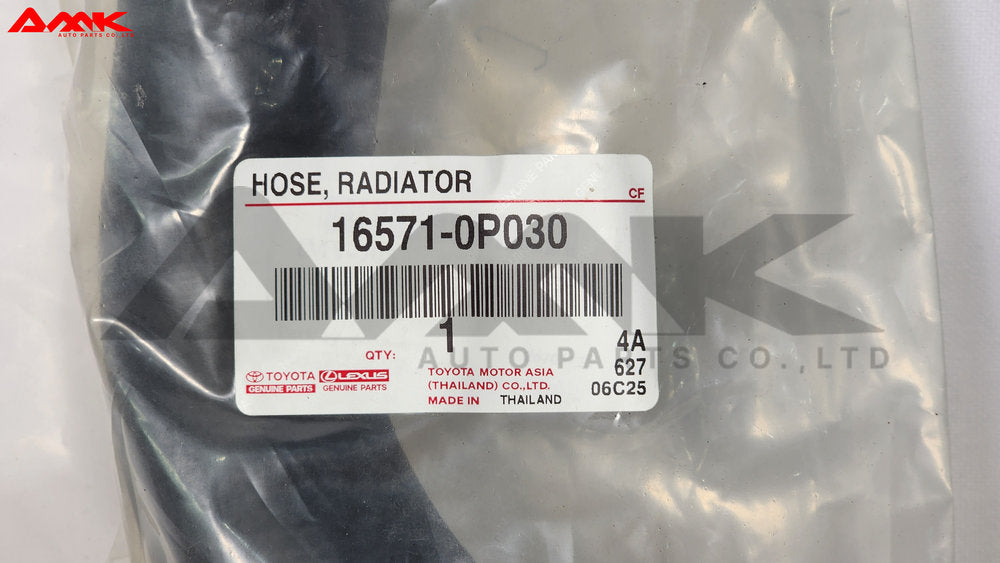 AMK
AUTO PARTS CO.,LTD
HOSE, RADIATOR
CF
16571-0P030
1
QTY:
4A
AMK
AUTO PARTS CO.,LTD
TOYOTA
GENUINE PARTS
LEXUS
GENUINE PARTS
TOYOTA MOTOR ASIA
(THAILAND) CO.,LTD.
MADE IN THAILAND
627
06C25